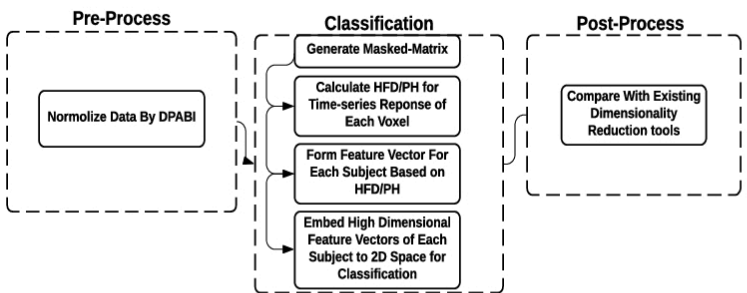 Pre-Process
Normolize Data By DPABI
Classification
Generate Masked-Matrix
Calculate HFD/PH for
Time-series Reponse of
Each Voxel
Form Feature Vector For
Each Subject Based on
HFD/PH
Embed High Dimensional
Feature Vectors of Each
Subject to 2D Space for
Classification
Post-Process
Compare With Existing
Dimensionality
Reduction tools